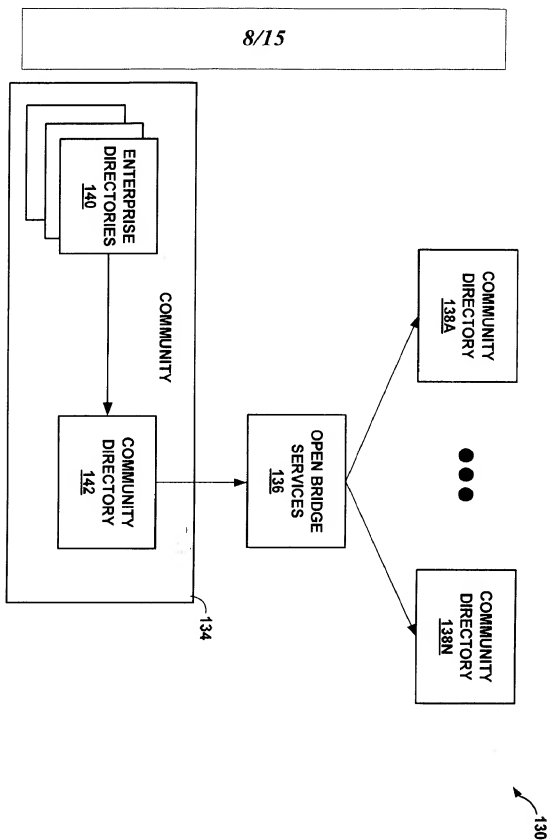 8/15
130
COMMUNITY
DIRECTORY
138A
COMMUNITY
DIRECTORY
138N
OPEN BRIDGE
SERVICES
136
134
COMMUNITY
ENTERPRISE
DIRECTORIES
140
COMMUNITY
DIRECTORY
142